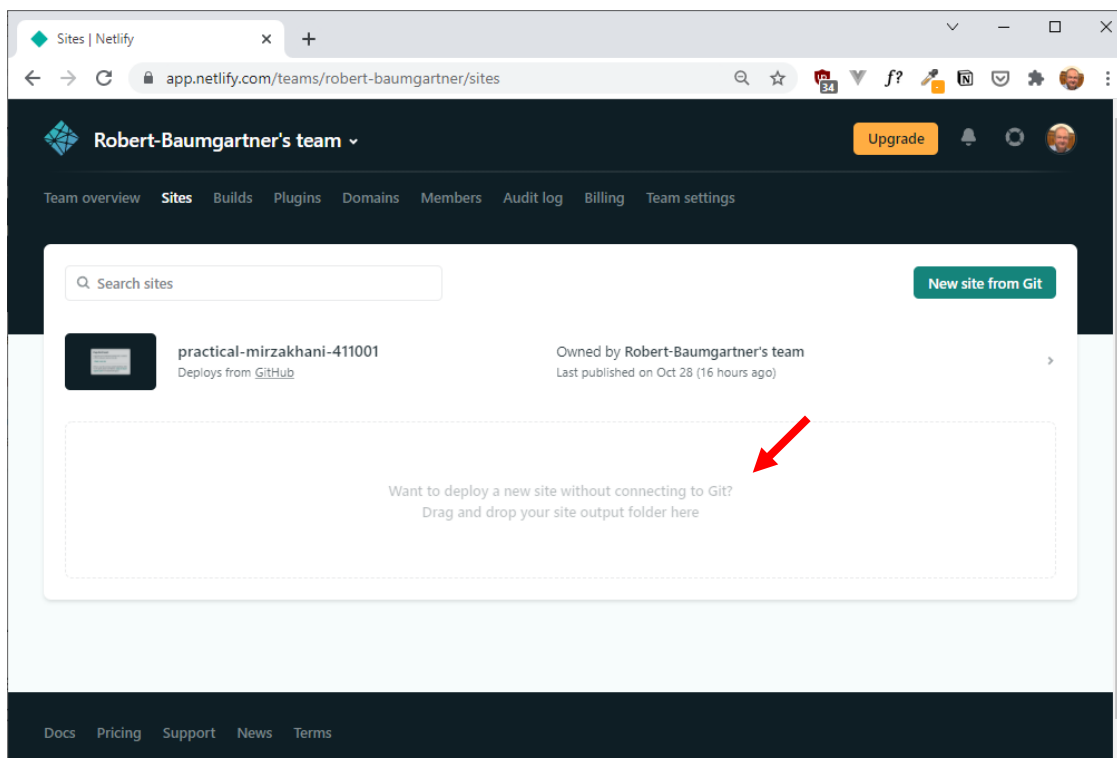 Sites | Netlify
app.netlify.com/teams/robert-baumgartner/sites
34
f?
Robert-Baumgartner's team
Upgrade
Team overview Sites Builds Plugins Domains Members Audit log Billing Team settings
Search sites
New site from Git
practical-mirzakhani-411001
Owned by Robert-Baumgartner's team
Deploys from GitHub
Last published on Oct 28 (16 hours ago)
Want to deploy a new site without connecting to Git?
Drag and drop your site output folder here
Docs Pricing Support News Terms